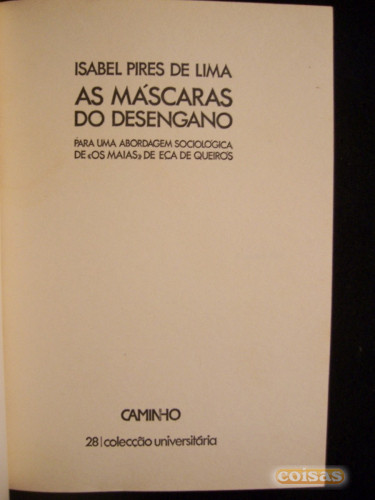 ISABEL PIRES DE LIMA
AS MÁSCARAS
DO DESENGANO
PARA UMA ABORDAGEM SOCIOLÓGICA
DE «OS MAIAS» DE ECA DE QUEIRÓS
CAMINHO
28|colecção universitária
coisas